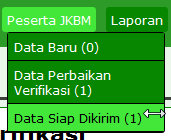 Peserta JKBM Laporan
Data Baru (0)
Data Perbaikan
Verifikasi (1)
Data Siap Dikirim (1)